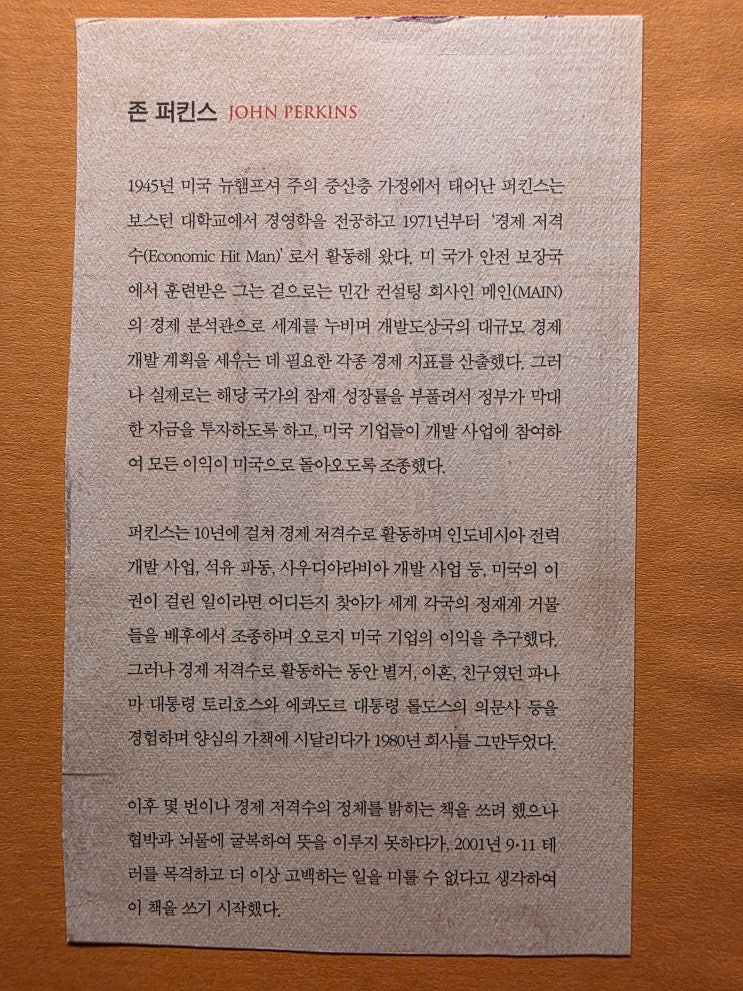 존 퍼킨스 JOHN PERKINS
1945년 미국 뉴햄프셔 주의 중산층 가정에서 태어난 퍼킨스는
보스턴 대학교에서 경영학을 전공하고 1971년부터 ‘경제 저격
수(Economic Hit Man)’로서 활동해 왔다. 미 국가 안전 보장국
에서 훈련받은 그는 겉으로는 민간 컨설팅 회사인 메인(MAIN)
의 경제 분석관으로 세계를 누비며 개발도상국의 대규모 경제
개발 계획을 세우는 데 필요한 각종 경제 지표를 산출했다. 그러
나 실제로는 해당 국가의 잠재 성장률을 부풀려서 정부가 막대
한 자금을 투자하도록 하고, 미국 기업들이 개발 사업에 참여하
여 모든 이익이 미국으로 돌아오도록 조종했다.
퍼킨스는 10년에 걸쳐 경제 저격수로 활동하며 인도네시아 전력
개발 사업, 석유 파동, 사우디아라비아 개발 사업 등, 미국의 이
권이 걸린 일이라면 어디든지 찾아가 세계 각국의 정재계 거물
들을 배후에서 조종하며 오로지 미국 기업의 이익을 추구했다.
그러나 경제 저격수로 활동하는 동안 별거, 이혼, 친구였던 파나
마 대통령 토리호스와 에콰도르 대통령 롤도스의 의문사 등을
경험하며 양심의 가책에 시달리다가 1980년 회사를 그만두었다.
이후 몇 번이나 경제 저격수의 정체를 밝히는 책을 쓰려 했으나
협박과 뇌물에 굴복하여 뜻을 이루지 못하다가, 2001년 9·11 테
러를 목격하고 더 이상 고백하는 일을 미룰 수 없다고 생각하여
이 책을 쓰기 시작했다.